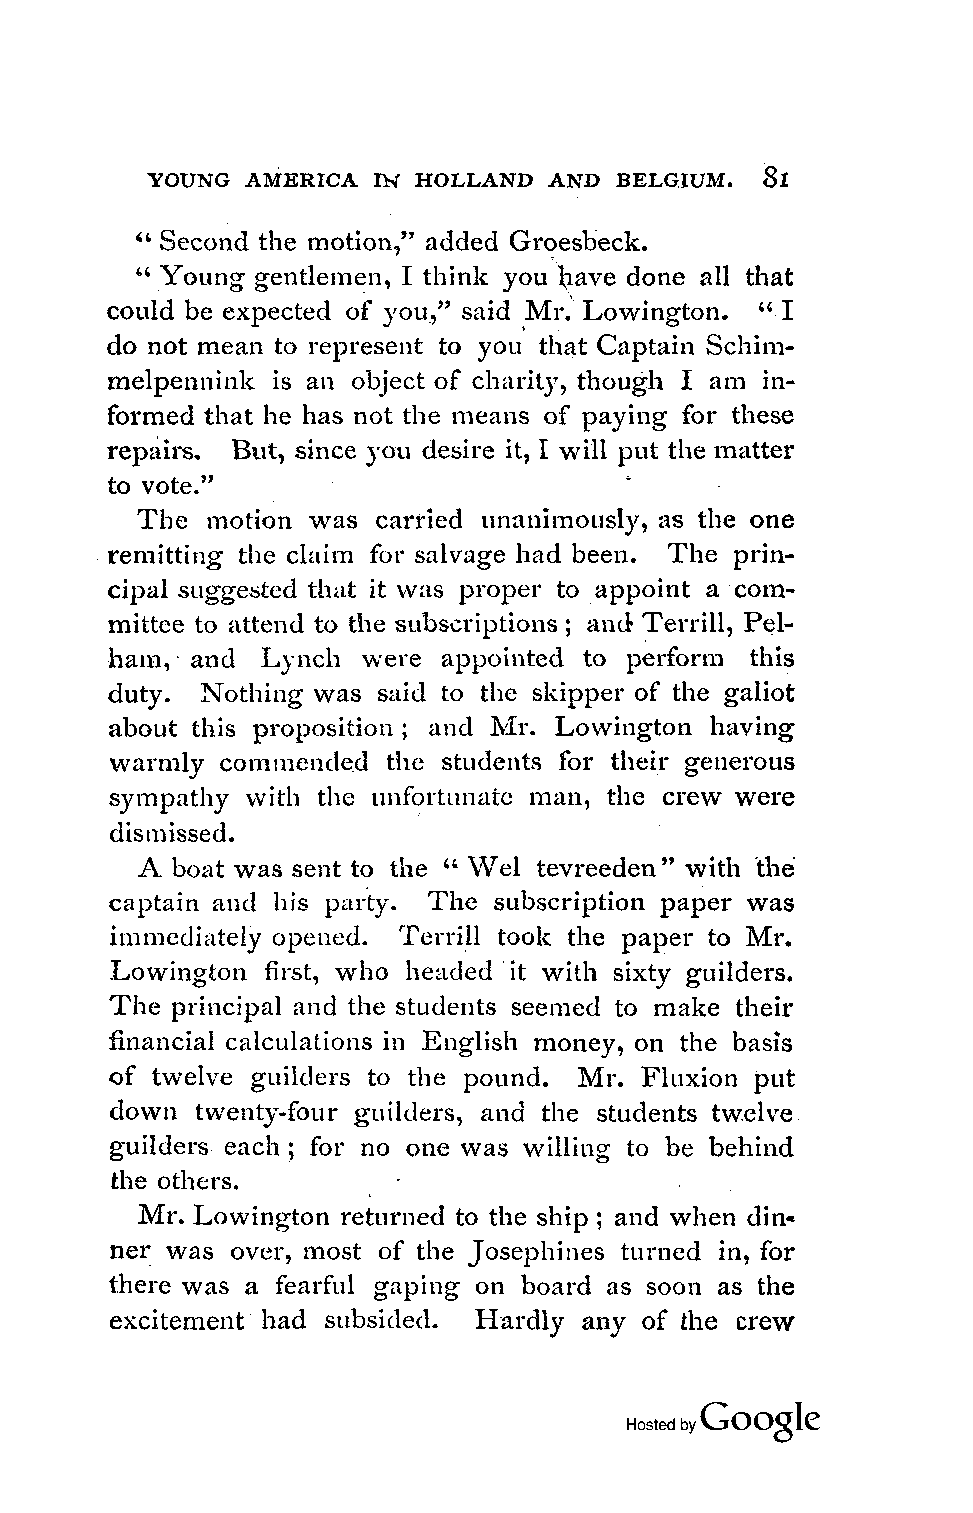 YOUNG AMERICA IN HOLLAND AND BELGIUM. 81
“Second the motion,” added Groesbeck.
“Young gentlemen, I think you have done all that
could be expected of you,” said Mr. Lowington. “I
do not mean to represent to you that Captain Schim-
melpennink is an object of charity, though I am in-
formed that he has not the means of paying for these
repairs. But, since you desire it, I will put the matter
to vote.”
The motion was carried unanimously, as the one
remitting the claim for salvage had been. The prin-
cipal suggested that it was proper to appoint a com-
mittee to attend to the subscriptions; and Terrill, Pel-
ham, and Lynch were appointed to perform this
duty. Nothing was said to the skipper of the galiot
about this proposition; and Mr. Lowington having
warmly commended the students for their generous
sympathy with the unfortunate man, the crew were
dismissed.
A boat was sent to the “Wel tevreeden” with the
captain and his party. The subscription paper was
immediately opened. Terrill took the paper to Mr.
Lowington first, who headed it with sixty guilders.
The principal and the students seemed to make their
financial calculations in English money, on the basis
of twelve guilders to the pound. Mr. Fluxion put
down twenty-four guilders, and the students twelve
guilders each; for no one was willing to be behind
the others.
Mr. Lowington returned to the ship; and when din-
ner was over, most of the Josephines turned in, for
there was a fearful gaping on board as soon as the
excitement had subsided. Hardly any of the crew
Hosted by Google